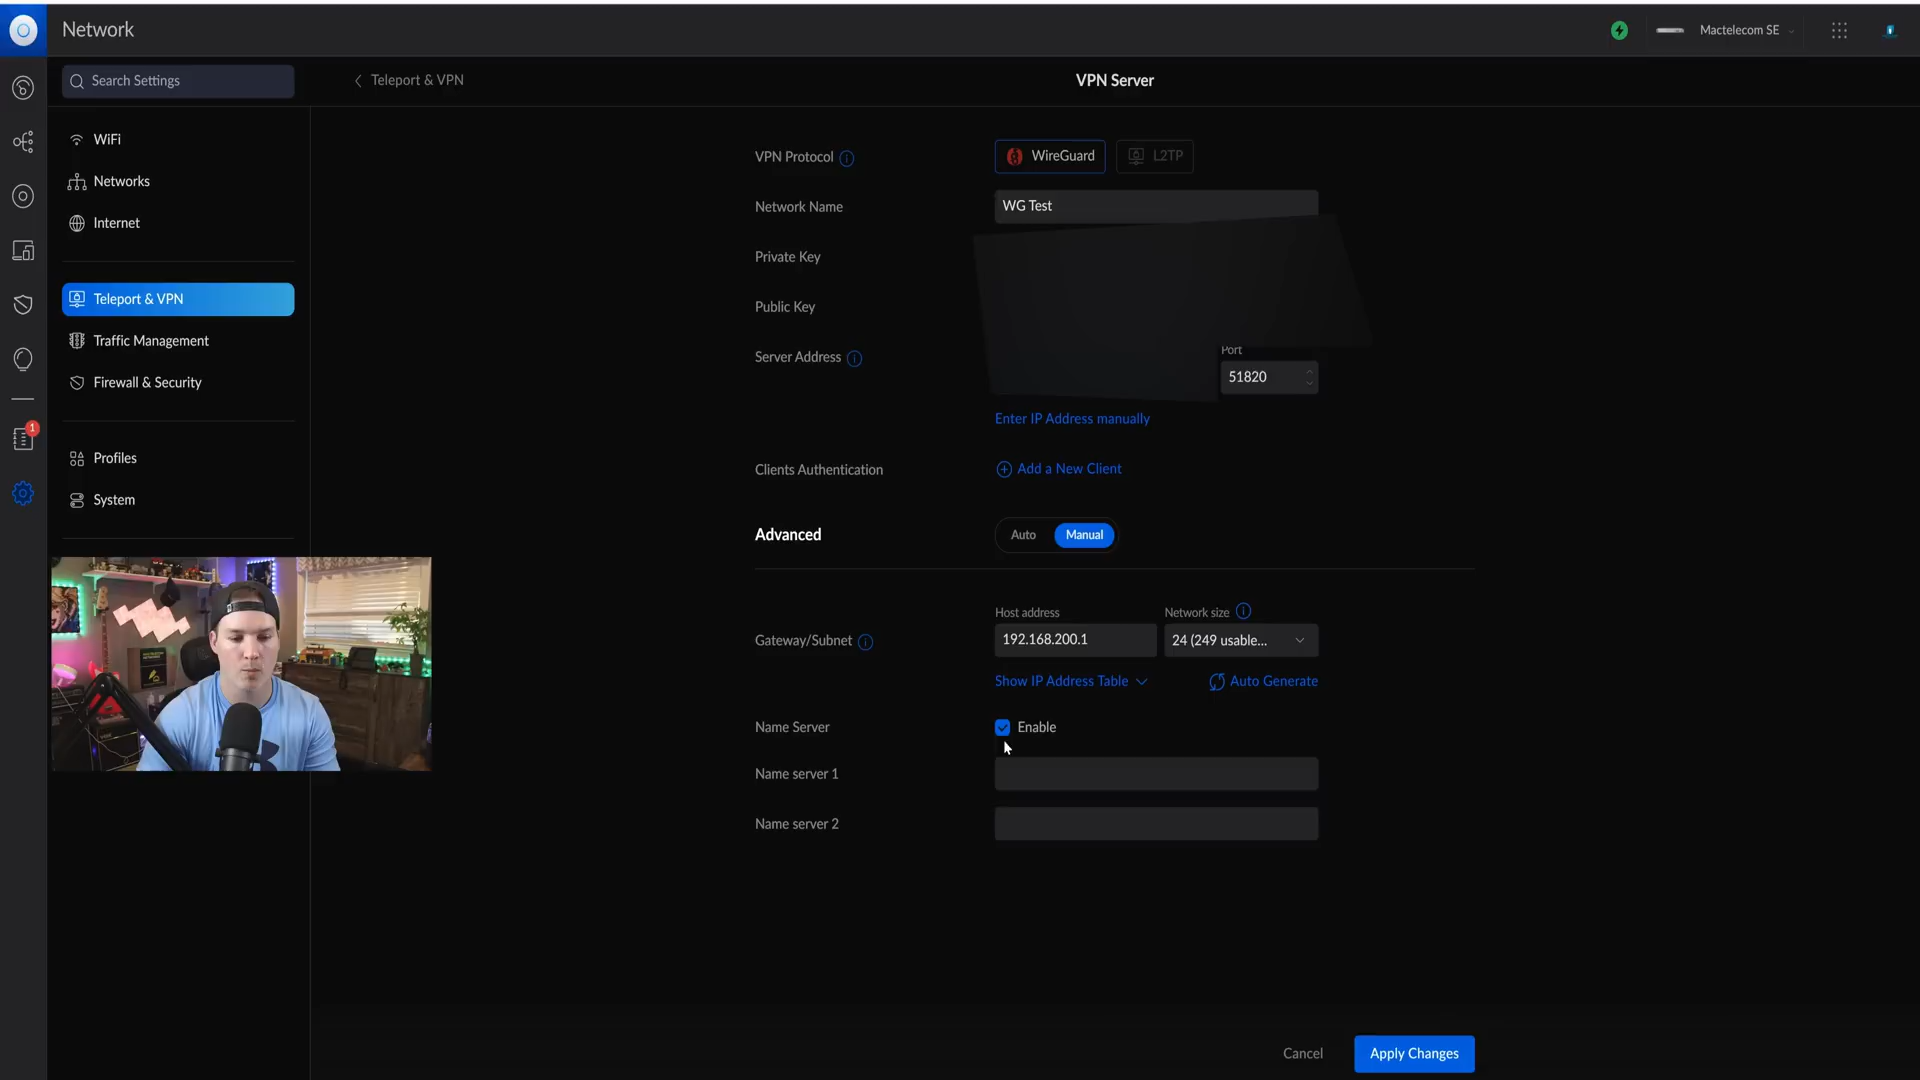 Network
Mactelecom SE
Search Settings
Teleport & VPN
VPN Server
WiFi
Networks
Internet
Teleport & VPN
Traffic Management
Firewall & Security
Profiles
System
1
VPN Protocol
WireGuard
L2TP
Network Name
WG Test
Private Key
Public Key
Server Address
Port
51820
Enter IP Address manually
Clients Authentication
Add a New Client
Advanced
Auto
Manual
Host address
Network size
Gateway/Subnet
192.168.200.1
24 (249 usable...
Show IP Address Table
Auto Generate
Name Server
Enable
Name server 1
Name server 2
Cancel
Apply Changes